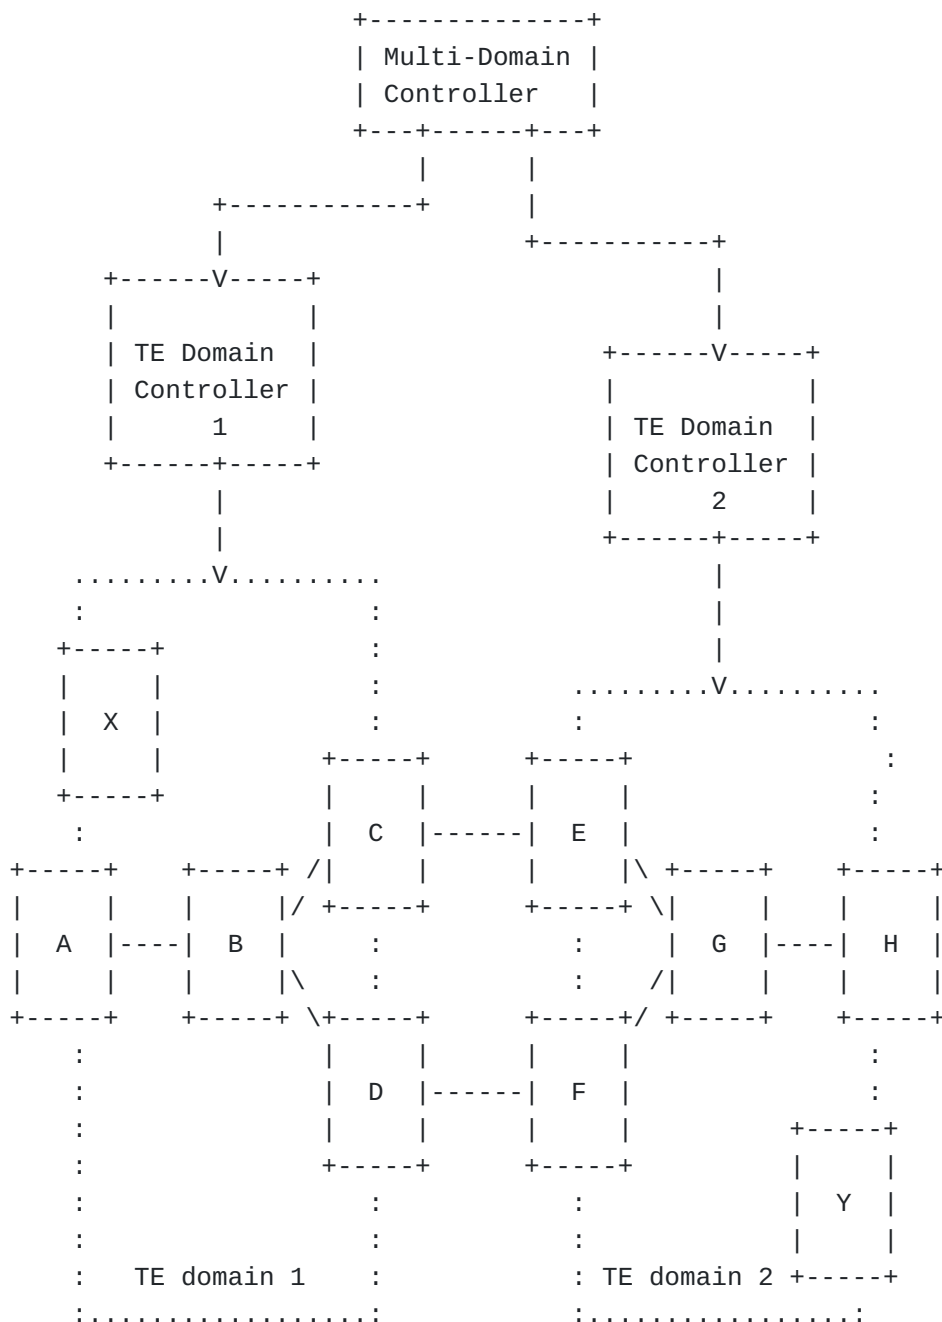 Multi-Domain
Controller
TE Domain
Controller
1
TE Domain
Controller
2
X
C E
A B G H
D F
Y
TE domain 1 TE domain 2